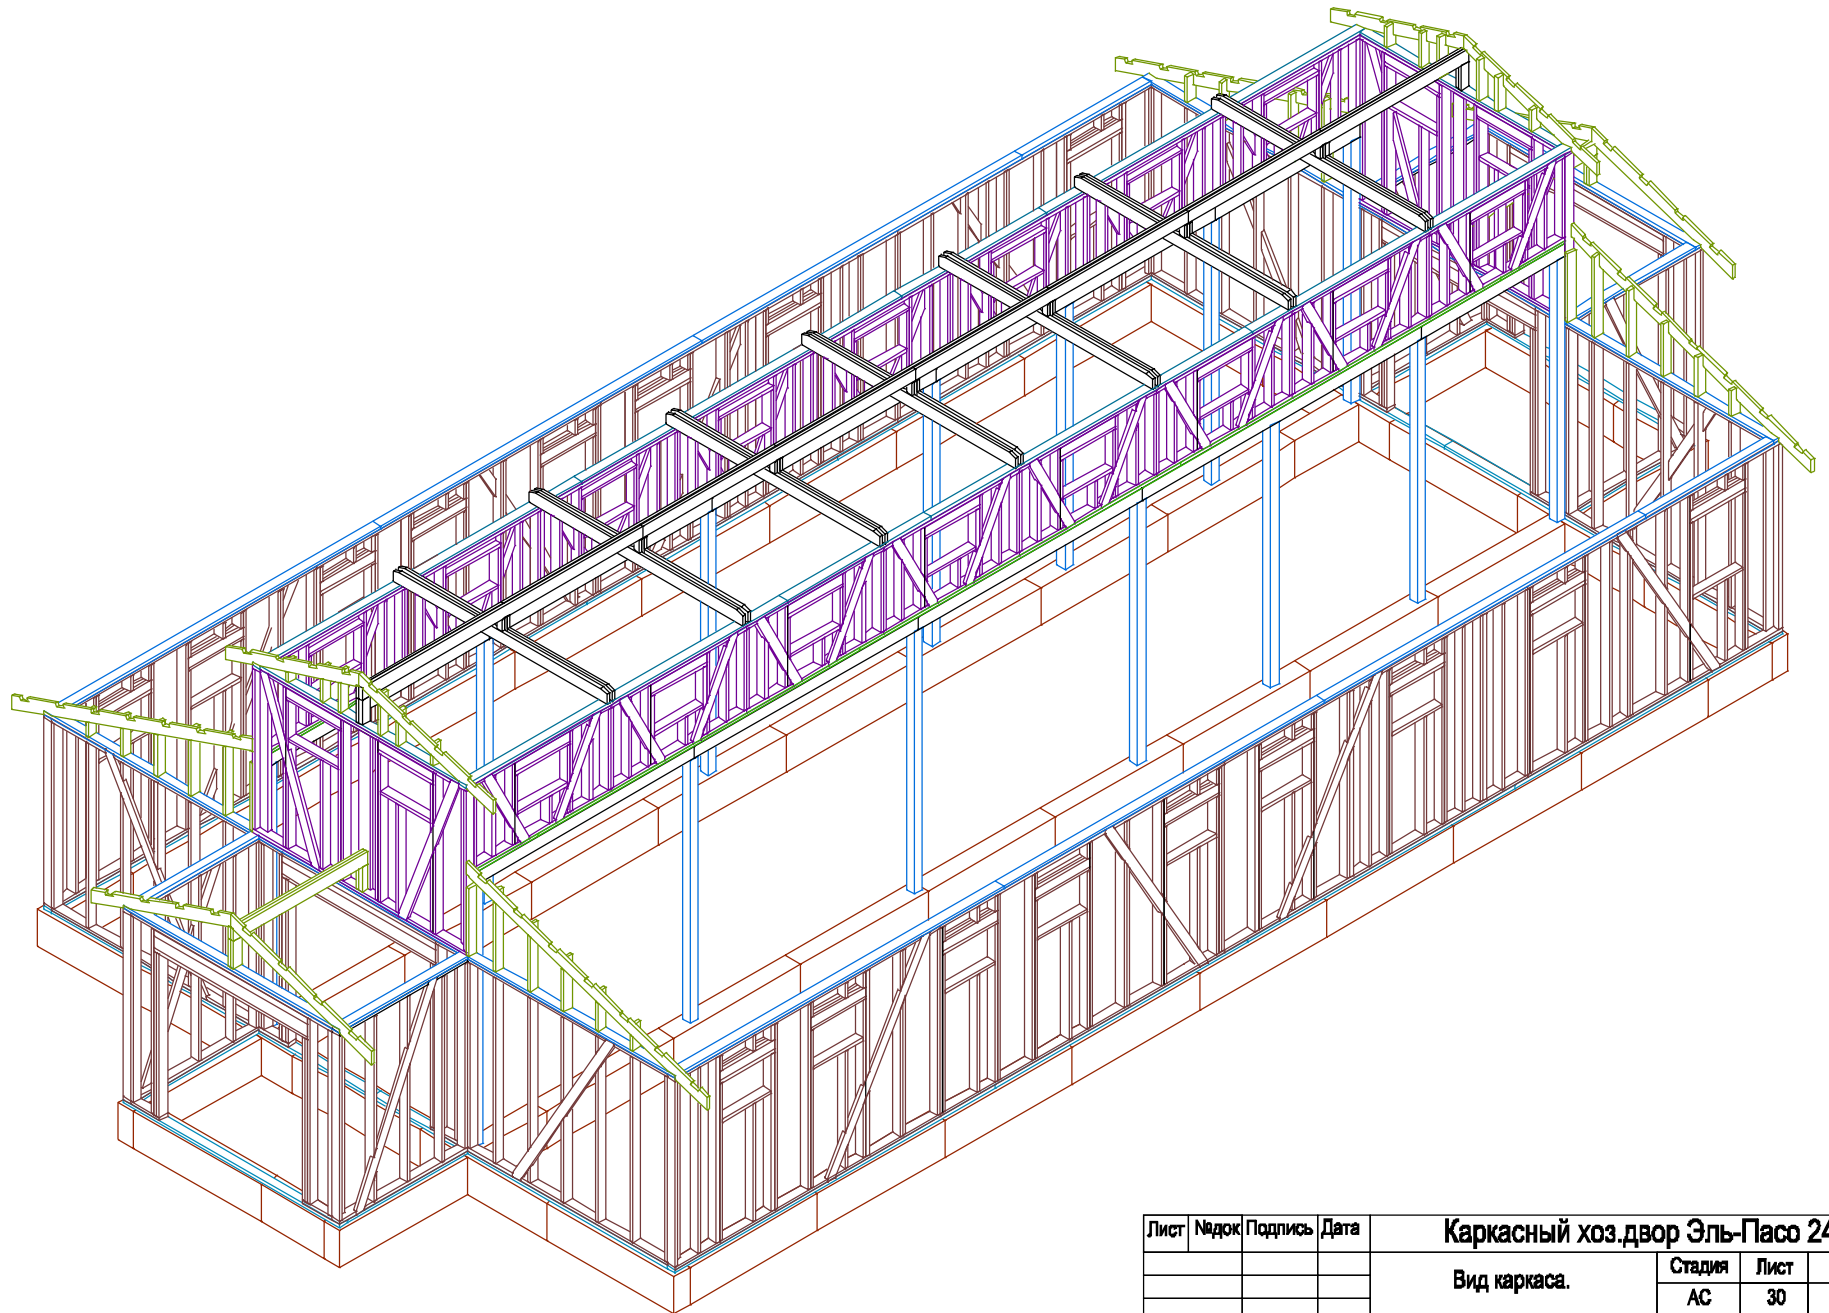 Лист №док Подпись Дата
Каркасный хоз.двор Эль-Пасо 24
Вид каркаса.
Стадия Лист
АС 30